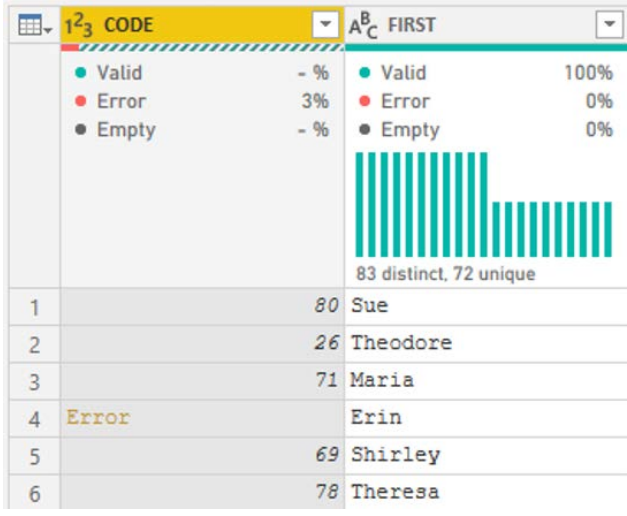 1²3 CODE ABC FIRST
Valid - % Valid 100%
Error 3% Error 0%
Empty - % Empty 0%
83 distinct, 72 unique
1 80 Sue
2 26 Theodore
3 71 Maria
4 Error Erin
5 69 Shirley
6 78 Theresa